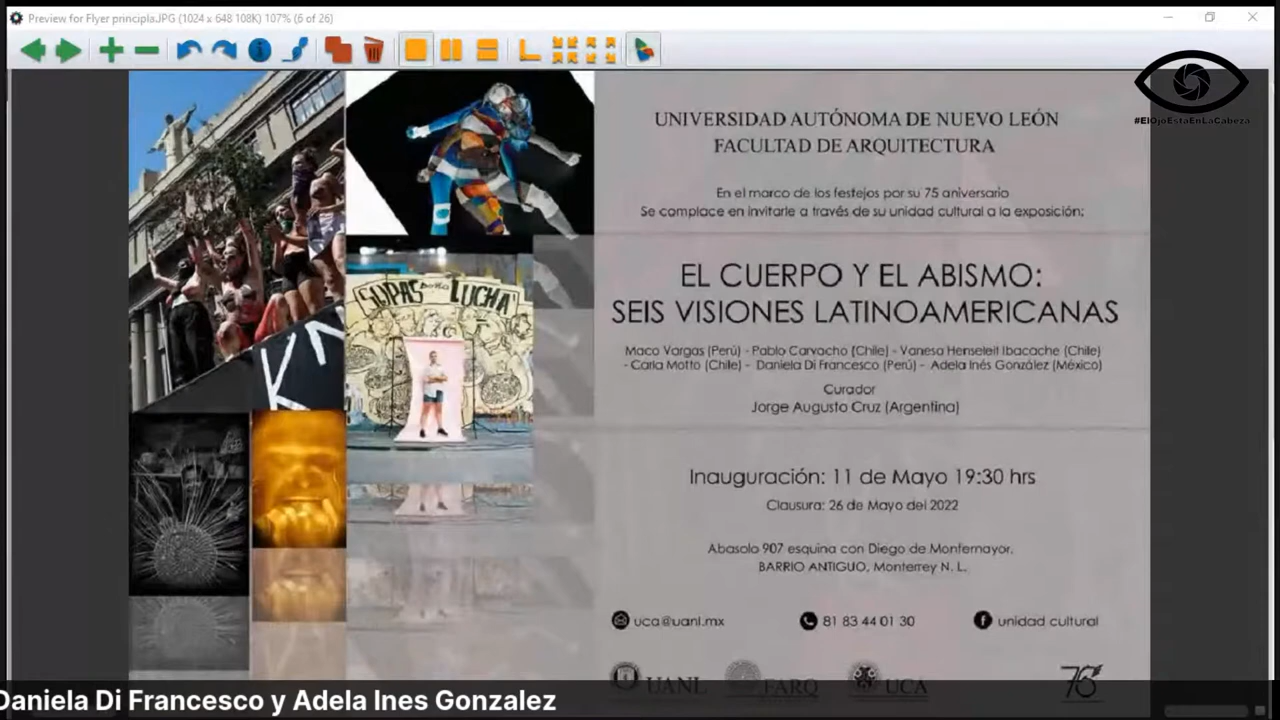 Preview for Flyer principla.JPG (1024 x 648 108K) 107% (6 of 26)
#ElOjoEstaEnLaCabeza
UNIVERSIDAD AUTÓNOMA DE NUEVO LEÓN
FACULTAD DE ARQUITECTURA
En el marco de los festejos por su 75 aniversario
Se complace en invitarle a través de su unidad cultural a la exposición:
EL CUERPO Y EL ABISMO:
SEIS VISIONES LATINOAMERICANAS
Maco Vargas (Perú) - Pablo Carvacho (Chile) - Vanesa Henseleit Ibacache (Chile)
- Carla Motto (Chile) - Daniela Di Francesco (Perú) - Adela Inés González (México)
Curador
Jorge Augusto Cruz (Argentina)
Inauguración: 11 de Mayo 19:30 hrs
Clausura: 26 de Mayo del 2022
Abasolo 907 esquina con Diego de Montemayor.
BARRIO ANTIGUO, Monterrey N. L.
uca@uanl.mx
81 83 44 01 30
unidad cultural
UANL
FARQ
UCA
LUCHA
Daniela Di Francesco y Adela Ines Gonzalez